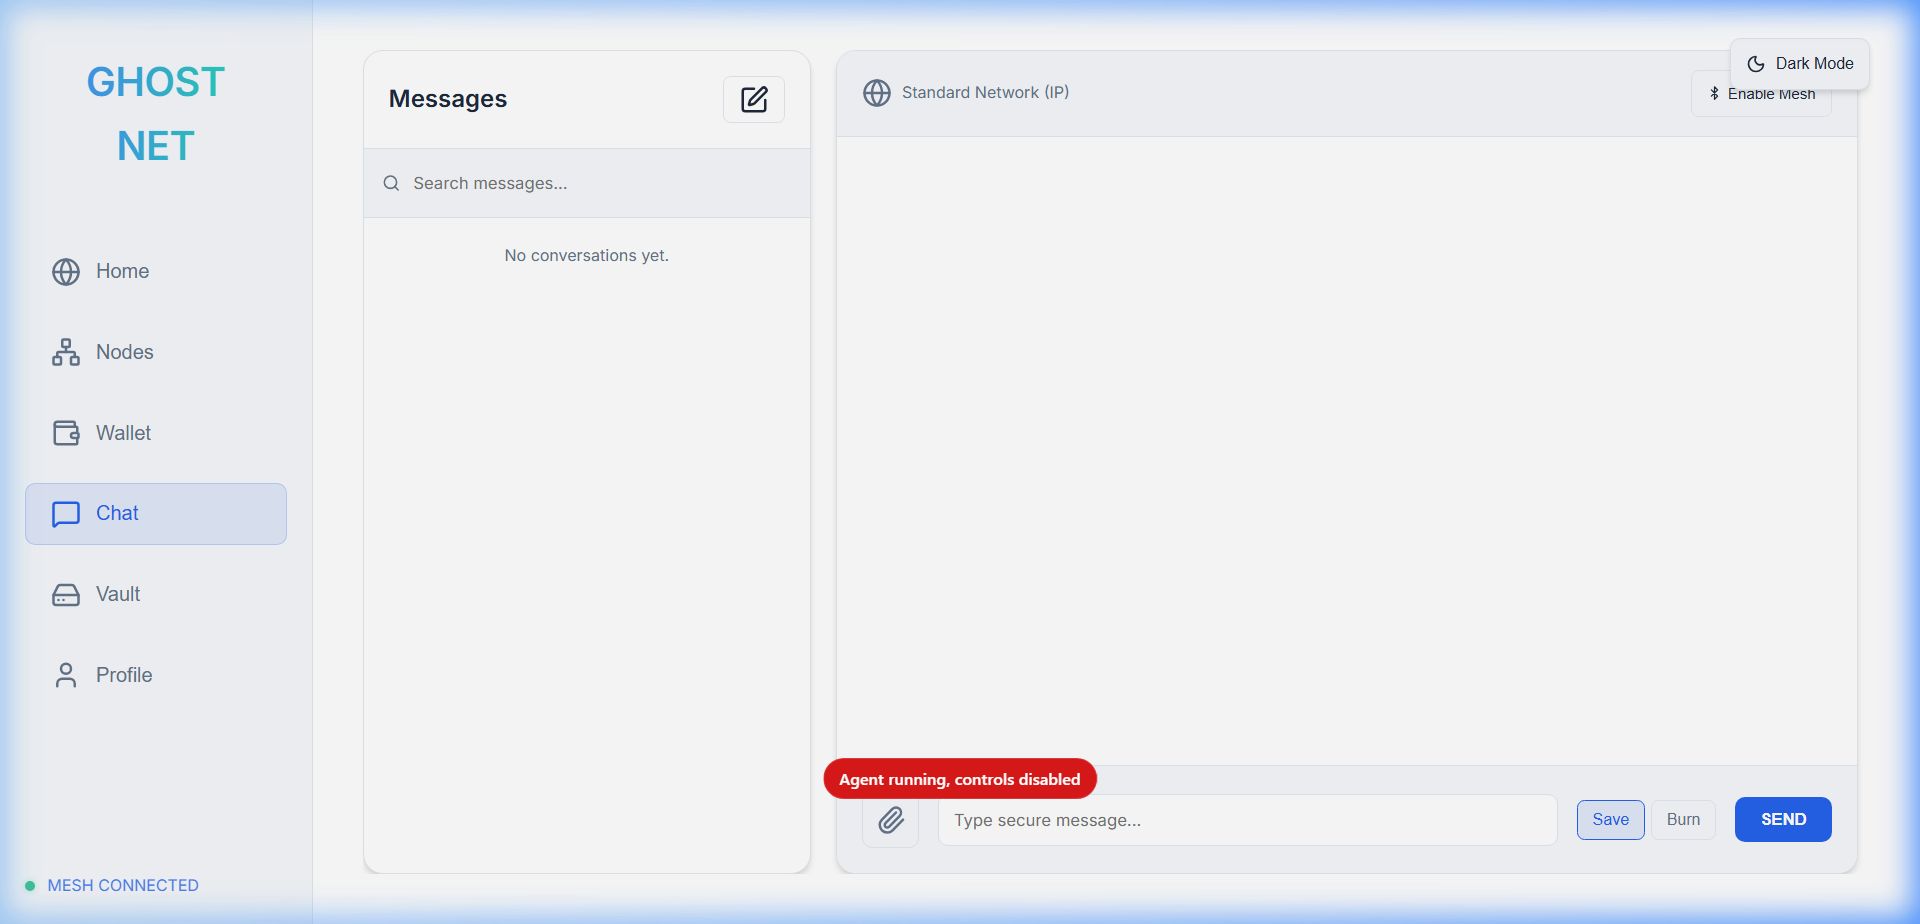 GHOST
NET
Home
Nodes
Wallet
Chat
Vault
Profile
MESH CONNECTED
Messages
Search messages...
No conversations yet.
Standard Network (IP)
Dark Mode
Enable Mesh
Agent running, controls disabled
Type secure message...
Save
Burn
SEND